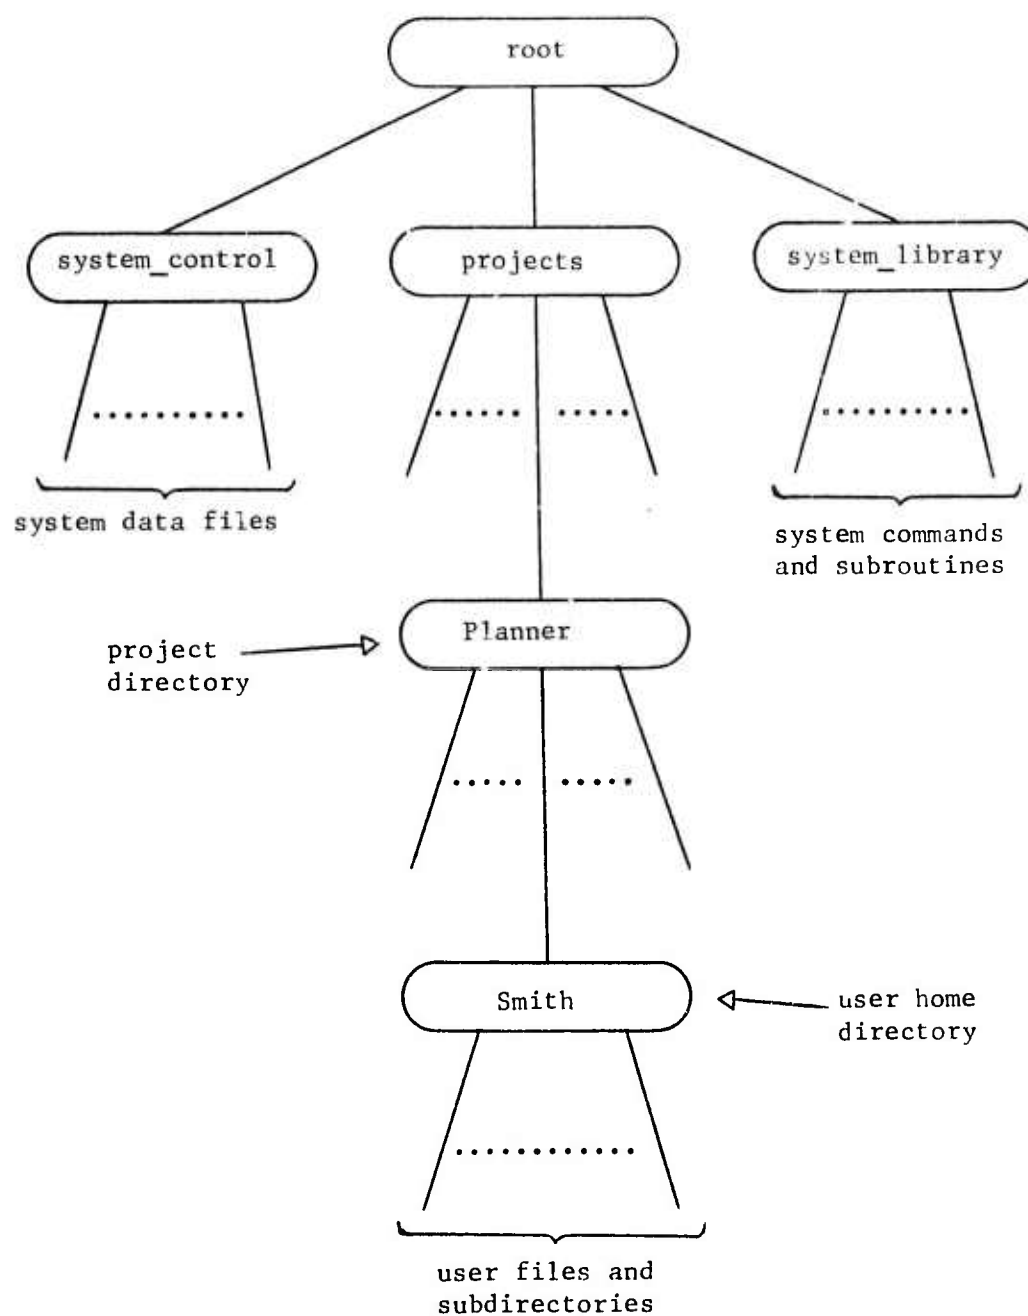 root
system_control
projects
system_library
system data files
system commands
and subroutines
Planner
project
directory
Smith
user home
directory
user files and
subdirectories